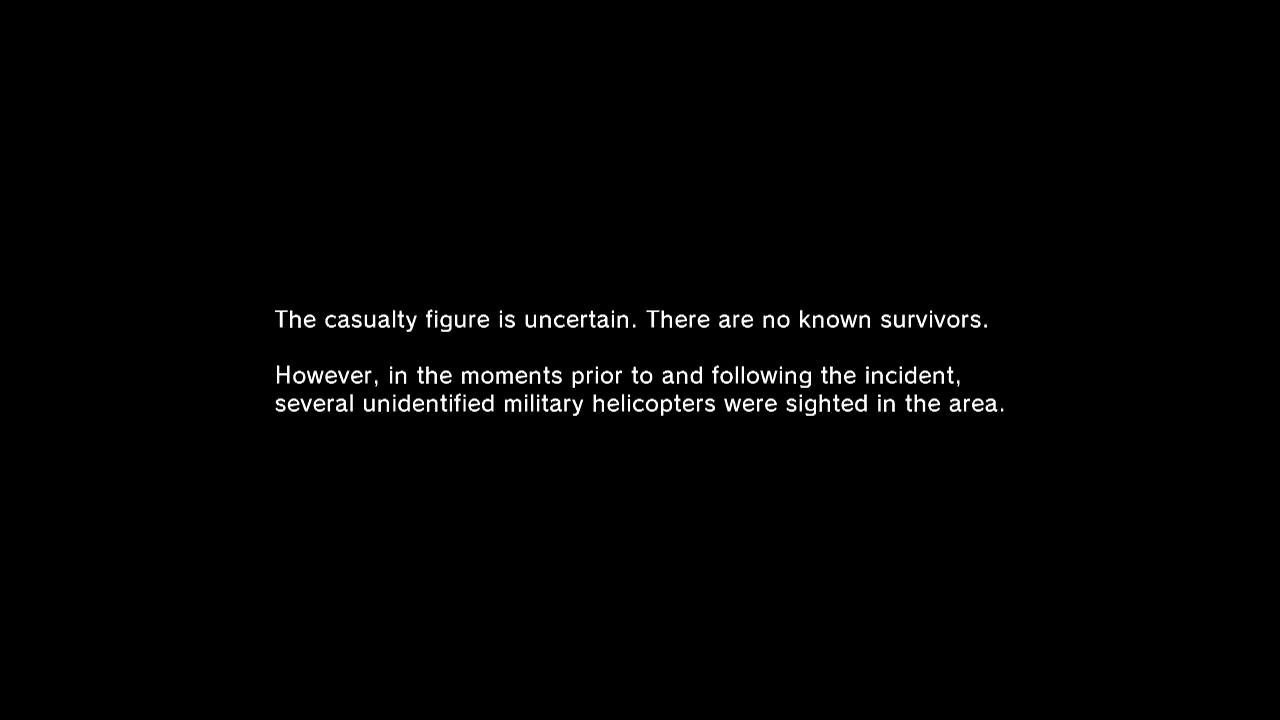 The casualty figure is uncertain. There are no known survivors.
However, in the moments prior to and following the incident,
several unidentified military helicopters were sighted in the area.